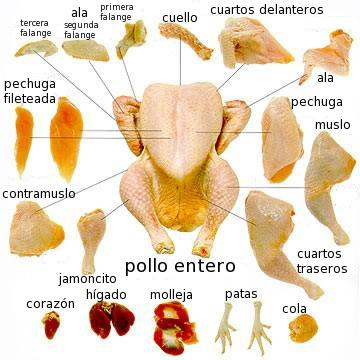 tercera
falange
ala
segunda
falange
primera
falange
cuello
cuartos delanteros
ala
pechuga
fileteada
pechuga
muslo
contramuslo
jamoncito
pollo entero
cuartos
traseros
corazón
hígado
molleja
patas
cola